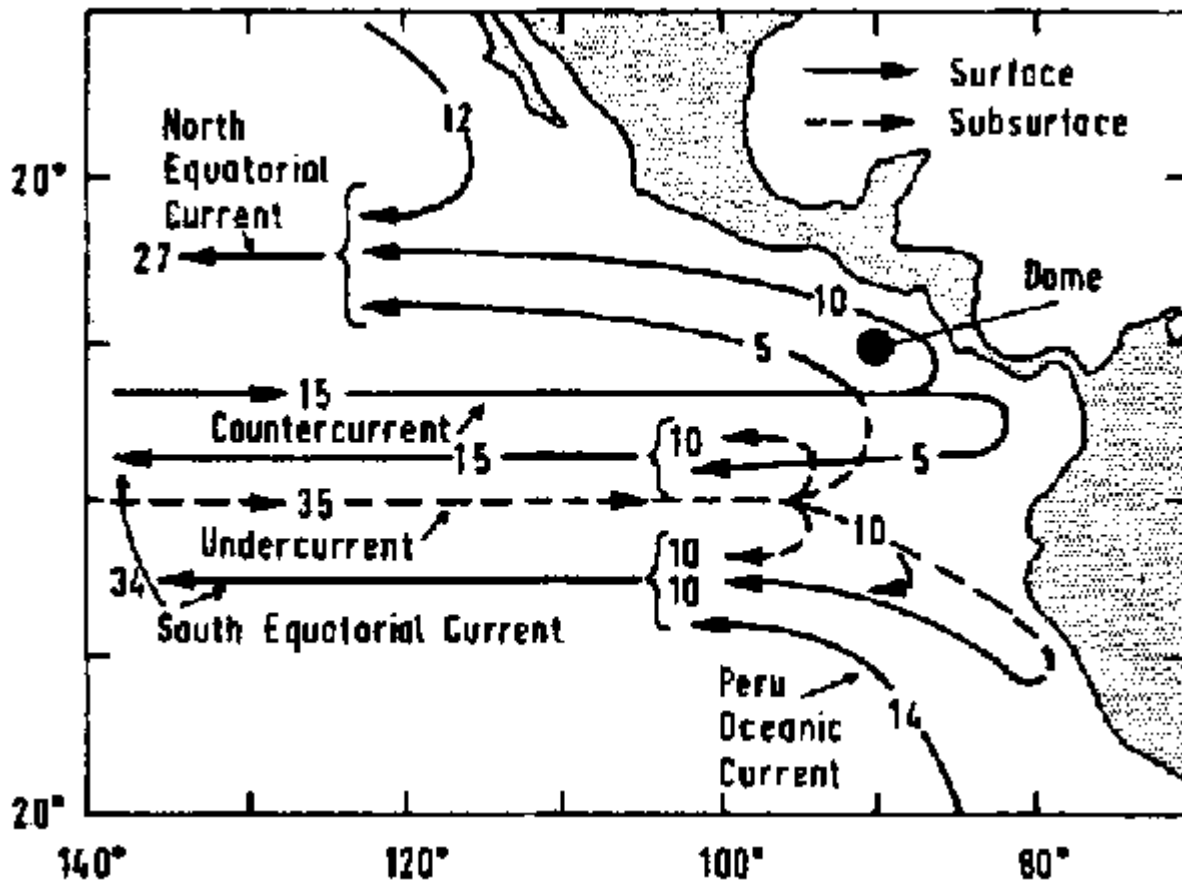 Surface
Subsurface
12
North
Equatorial
Current
20°
27
Dome
10
5
15
Countercurrent
10
15
5
35
Undercurrent
10
10
10
34
South Equatorial Current
Peru
Oceanic
Current
14
20°
140° 120° 100° 80°